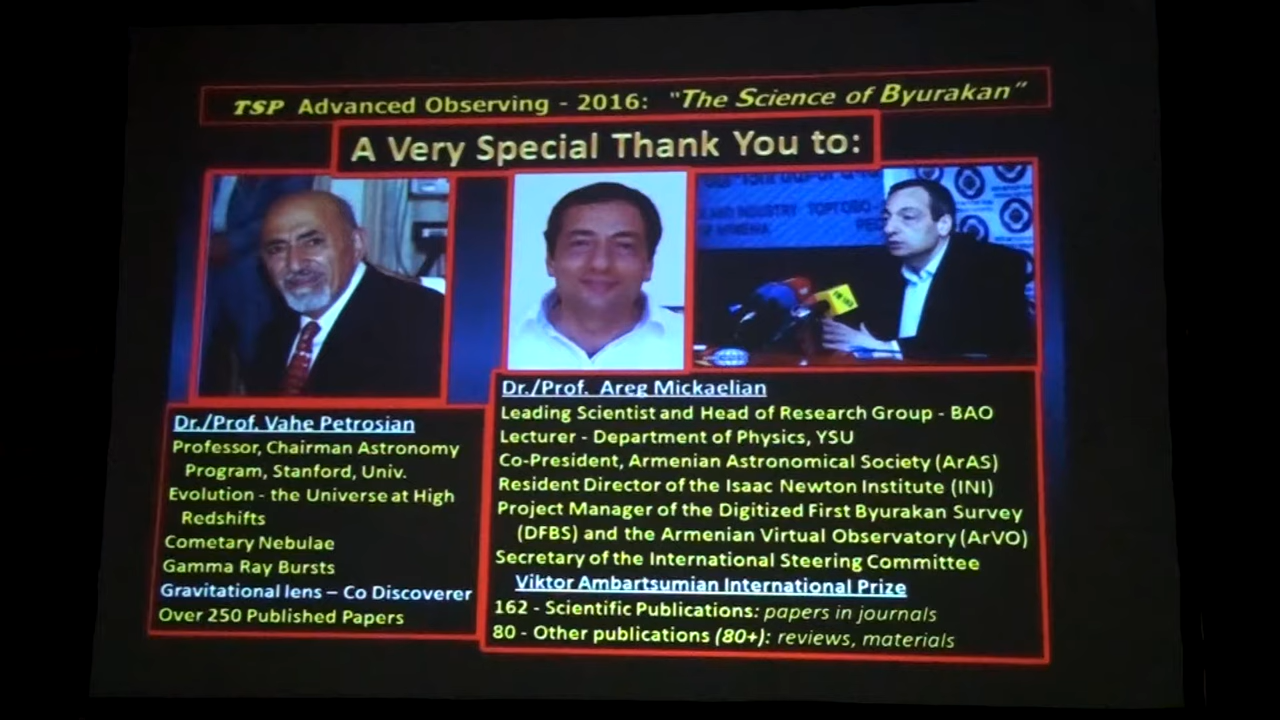 TSP Advanced Observing - 2016: "The Science of Byurakan"
A Very Special Thank You to:
AND INDUSTRY ТОРГОВО-
OF ARMENIA
Dr./Prof. Vahe Petrosian
Professor, Chairman Astronomy
Program, Stanford, Univ.
Evolution - the Universe at High
Redshifts
Cometary Nebulae
Gamma Ray Bursts
Gravitational lens – Co Discoverer
Over 250 Published Papers
Dr./Prof. Areg Mickaelian
Leading Scientist and Head of Research Group - BAO
Lecturer - Department of Physics, YSU
Co-President, Armenian Astronomical Society (ArAS)
Resident Director of the Isaac Newton Institute (INI)
Project Manager of the Digitized First Byurakan Survey
(DFBS) and the Armenian Virtual Observatory (ArVO)
Secretary of the International Steering Committee
Viktor Ambartsumian International Prize
162 - Scientific Publications: papers in journals
80 - Other publications (80+): reviews, materials